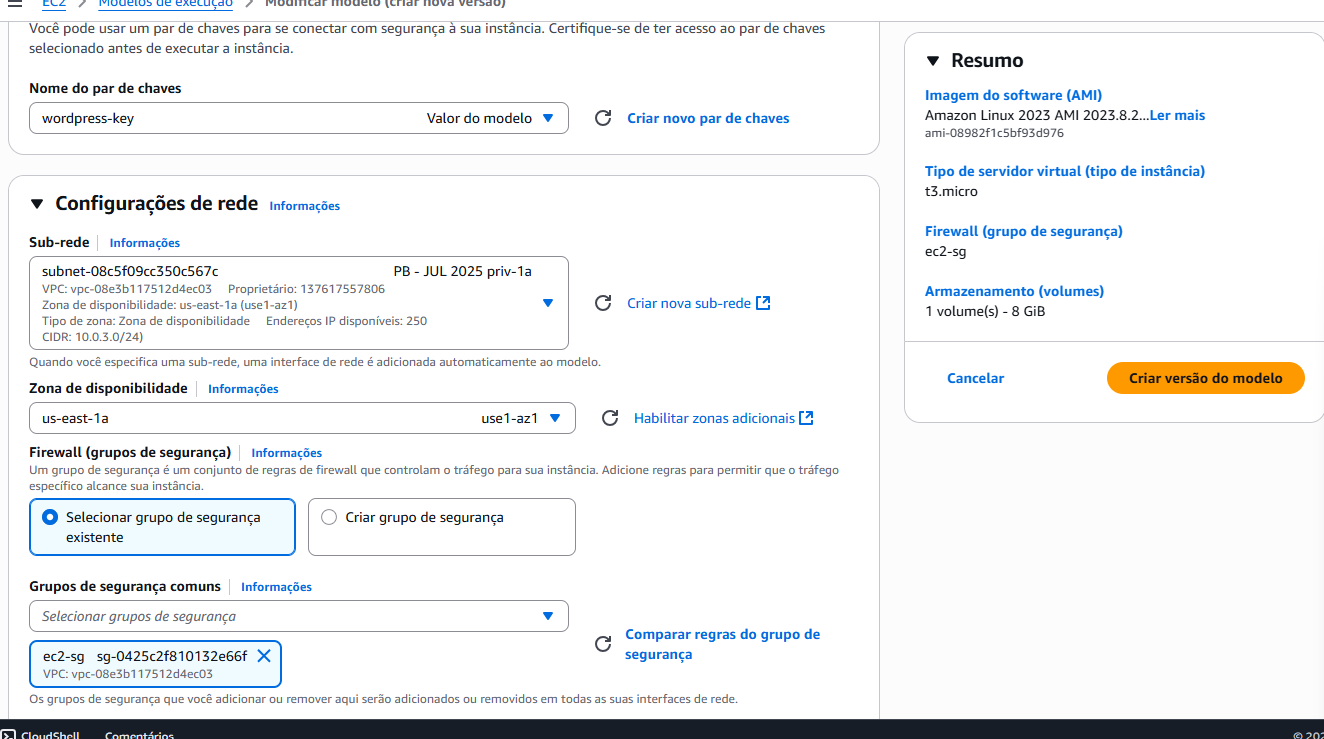 EC2 Modelos de execução Modificar modelo (criar nova versão)
Você pode usar um par de chaves para se conectar com segurança à sua instância. Certifique-se de ter acesso ao par de chaves
selecionado antes de executar a instância.
Nome do par de chaves
wordpress-key Valor do modelo
Criar novo par de chaves
Configurações de rede Informações
Sub-rede Informações
subnet-08c5f09cc350c567c PB - JUL 2025 priv-1a
VPC: vpc-08e3b117512d4ec03 Proprietário: 137617557806
Zona de disponibilidade: us-east-1a (use1-az1)
Tipo de zona: Zona de disponibilidade Endereços IP disponíveis: 250
CIDR: 10.0.3.0/24)
Criar nova sub-rede
Quando você especifica uma sub-rede, uma interface de rede é adicionada automaticamente ao modelo.
Zona de disponibilidade Informações
us-east-1a use1-az1
Habilitar zonas adicionais
Firewall (grupos de segurança) Informações
Um grupo de segurança é um conjunto de regras de firewall que controlam o tráfego para sua instância. Adicione regras para permitir que o tráfego
específico alcance sua instância.
Selecionar grupo de segurança
existente
Criar grupo de segurança
Grupos de segurança comuns Informações
Selecionar grupos de segurança
ec2-sg sg-0425c2f810132e66f
VPC: vpc-08e3b117512d4ec03
Comparar regras do grupo de
segurança
Os grupos de segurança que você adicionar ou remover aqui serão adicionados ou removidos em todas as suas interfaces de rede.
Resumo
Imagem do software (AMI)
Amazon Linux 2023 AMI 2023.8.2...Ler mais
ami-08982f1c5bf93d976
Tipo de servidor virtual (tipo de instância)
t3.micro
Firewall (grupo de segurança)
ec2-sg
Armazenamento (volumes)
1 volume(s) - 8 GiB
Cancelar
Criar versão do modelo
CloudShell Comentários
© 202